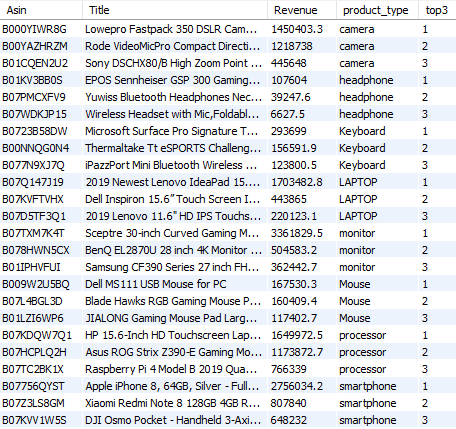 Asin Title Revenue product_type top3
B000YIWR8G Lowepro Fastpack 350 DSLR Cam... 1450403.3 camera 1
B00YAZHRZM Rode VideoMicPro Compact Directi... 1218738 camera 2
B01CQEN2U2 Sony DSCHX80/B High Zoom Point ... 445648 camera 3
B01KV3BB0S EPOS Sennheiser GSP 300 Gaming... 107604 headphone 1
B07PMCXFV9 Yuwiss Bluetooth Headphones Nec... 39247.6 headphone 2
B07WDKJP15 Wireless Headset with Mic,Foldabl... 6627.5 headphone 3
B0723B58DW Microsoft Surface Pro Signature T... 293699 Keyboard 1
B00NNQG0N4 Thermaltake Tt eSPORTS Challeng... 156591.9 Keyboard 2
B077N9XJ7Q iPazzPort Mini Bluetooth Wireless ... 123800.5 Keyboard 3
B07Q147J19 2019 Newest Lenovo IdeaPad 15.... 1703482.8 LAPTOP 1
B07KVFTVHX Dell Inspiron 15.6" Touch Screen I... 443865 LAPTOP 2
B07D5TF3Q1 2019 Lenovo 11.6" HD IPS Touchs... 220123.1 LAPTOP 3
B07TXM7K4T Sceptre 30-inch Curved Gaming M... 3361829.5 monitor 1
B078HWN5CX BenQ EL2870U 28 inch 4K Monitor ... 504583.2 monitor 2
B01IPHVFUI Samsung CF390 Series 27 inch FH... 362442.7 monitor 3
B009W2U5BQ Dell MS111 USB Mouse for PC 167530.3 Mouse 1
B07L4BGL3D Blade Hawks RGB Gaming Mouse P... 160409.4 Mouse 2
B01LZI6WP6 JIALONG Gaming Mouse Pad Larg... 117402.7 Mouse 3
B07KDQW7Q1 HP 15.6-Inch HD Touchscreen Lap... 1649972.5 processor 1
B07HCPLQ2H Asus ROG Strix Z390-E Gaming Mo... 1173872.7 processor 2
B07TC2BK1X Raspberry Pi 4 Model B 2019 Qua... 766339 processor 3
B07756QYST Apple iPhone 8, 64GB, Silver - Full... 2756034.2 smartphone 1
B07Z3LS8GM Xiaomi Redmi Note 8 128GB 4GB R... 807840 smartphone 2
B07KVV1W5S DJI Osmo Pocket - Handheld 3-Axi... 648232 smartphone 3